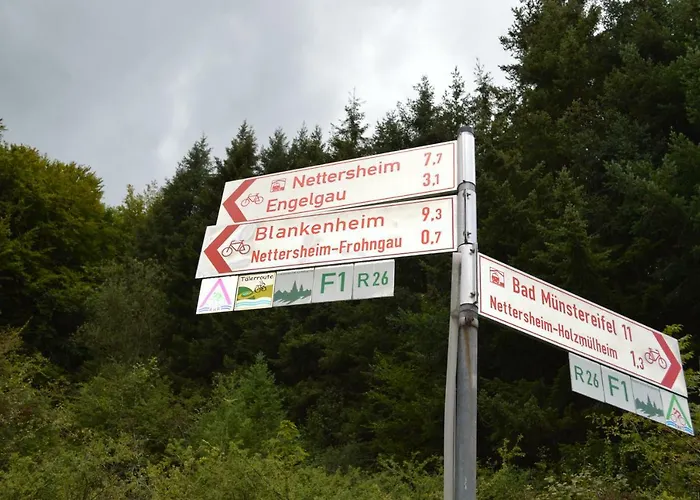 Nettersheim 7,7
Engelgau 3,1
Blankenheim 9,3
Nettersheim-Frohngau 0,7
Tälerroute
F1
R26
Bad Münstereifel 11
Nettersheim-Holzmülheim 1,3
R26
F1